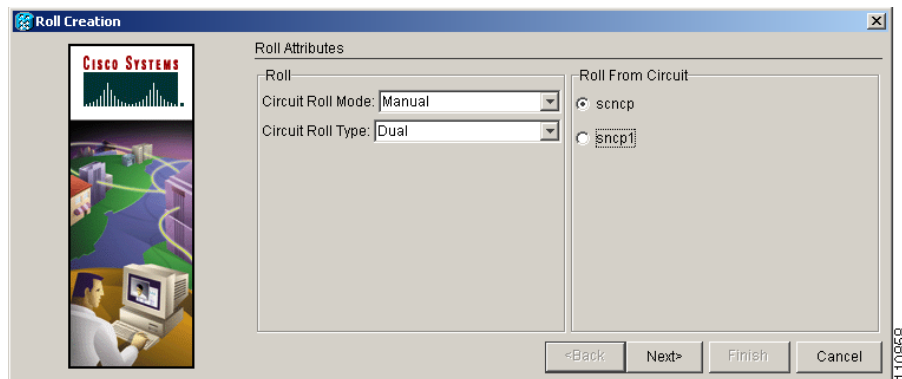 Roll Creation
CISCO SYSTEMS
Roll Attributes
Roll
Circuit Roll Mode: Manual
Circuit Roll Type: Dual
Roll From Circuit
scncp
sncp1
<Back
Next>
Finish
Cancel
110858